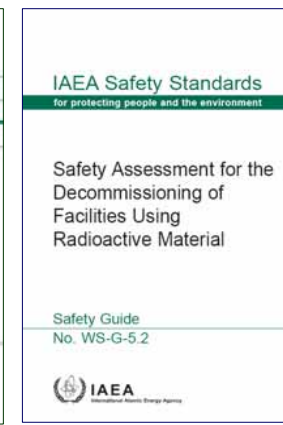 IAEA Safety Standards
for protecting people and the environment
Safety Assessment for the
Decommissioning of
Facilities Using
Radioactive Material
Safety Guide
No. WS-G-5.2
IAEA
International Atomic Energy Agency